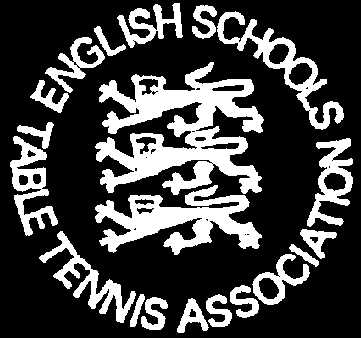 ENGLISH SCHOOLS
TABLE TENNIS ASSOCIATION